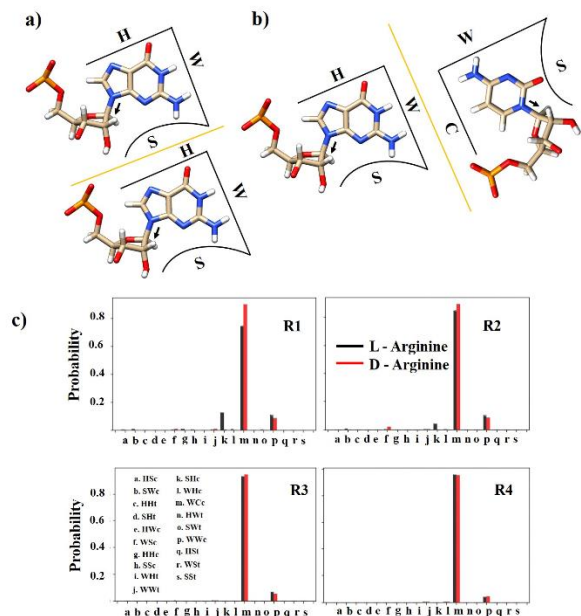 a)
H
W
S
H
W
S
b)
H
W
S
W
C
S
c)
Probability
0.8
0.6
0.4
0.2
R1
a b c d e f g h i j k l m n o p q r s
R2
L - Arginine
D - Arginine
a b c d e f g h i j k l m n o p q r s
Probability
0.8
0.6
0.4
0.2
R3
a. HSc
b. SWc
c. HHt
d. SHt
e. HWc
f. WSc
g. HHc
h. SSc
i. WHt
j. WWt
k. SHc
l. WHc
m. WCc
n. HWt
o. SWt
p. WWc
q. HSt
r. WSt
s. SSt
a b c d e f g h i j k l m n o p q r s
R4
a b c d e f g h i j k l m n o p q r s